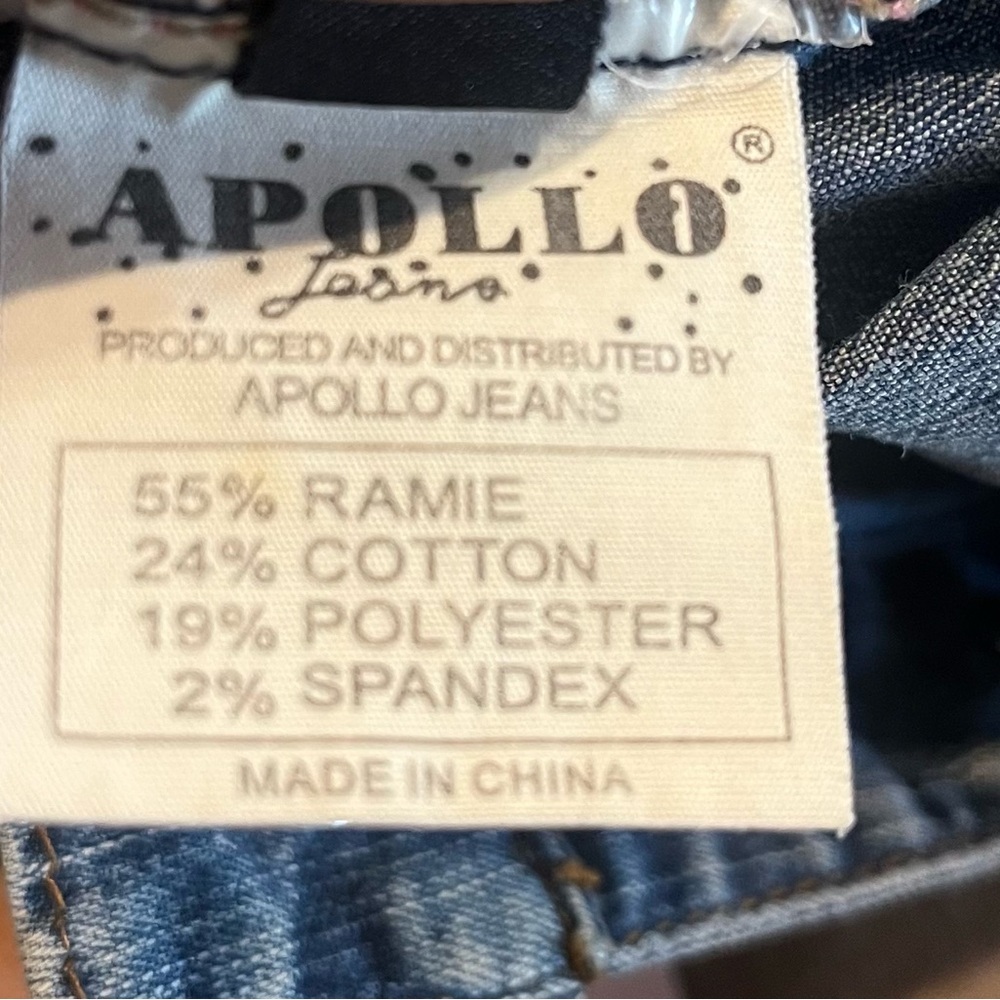 APOLLO ®
Jeans
PRODUCED AND DISTRIBUTED BY
APOLLO JEANS
55% RAMIE
24% COTTON
19% POLYESTER
2% SPANDEX
MADE IN CHINA